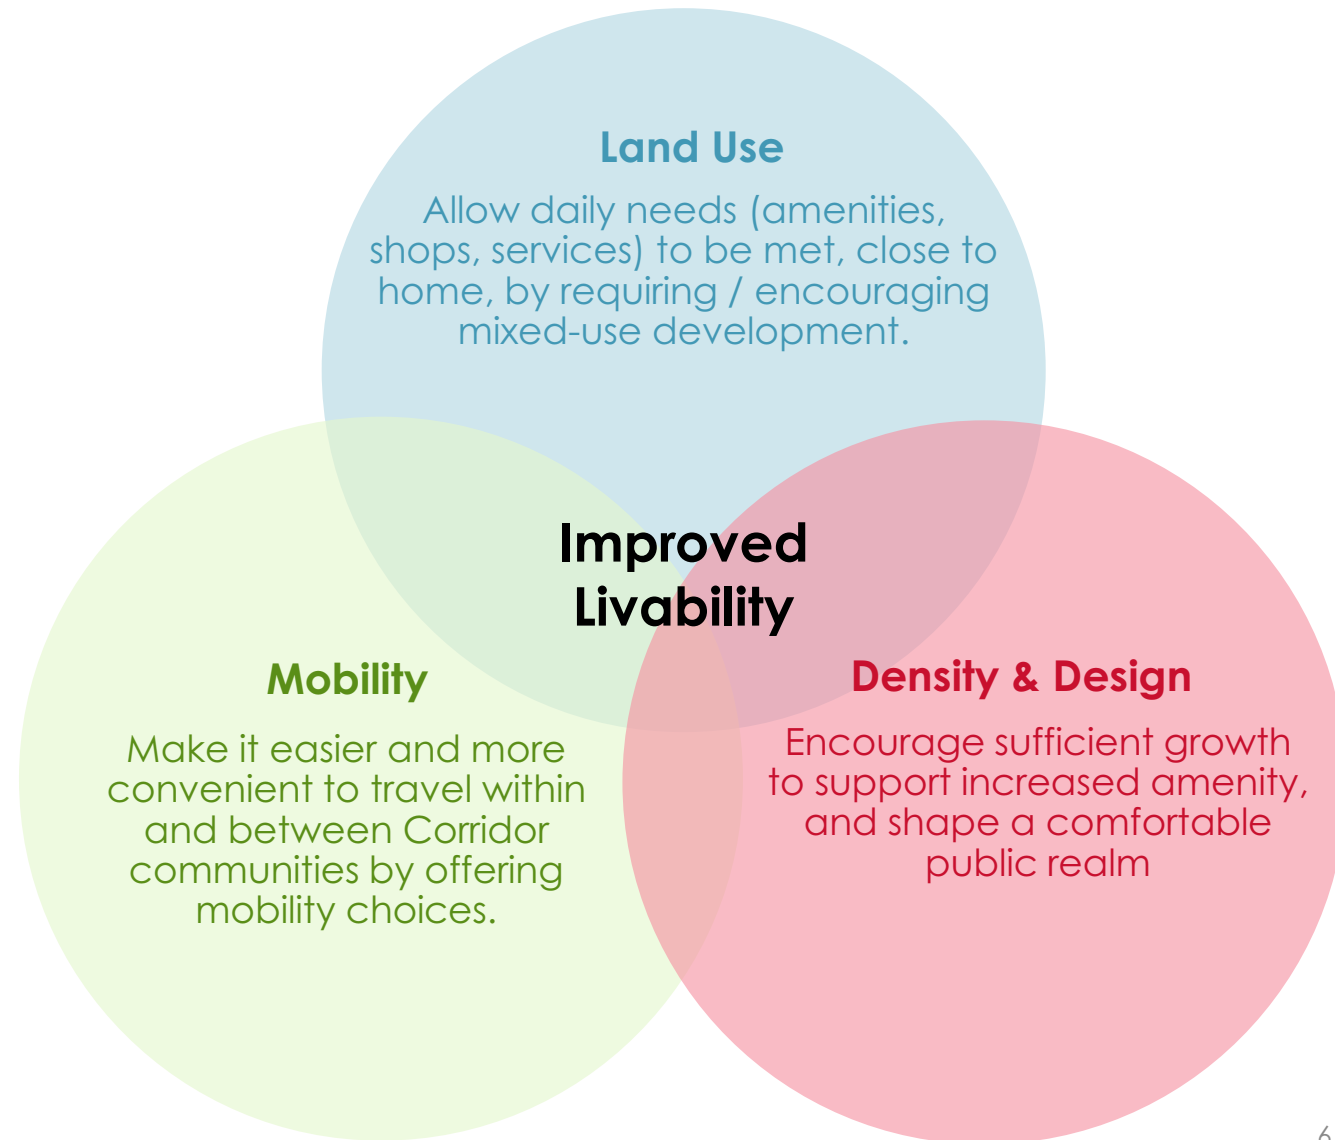 Land Use
Allow daily needs (amenities,
shops, services) to be met, close to
home, by requiring / encouraging
mixed-use development.
Improved
Livability
Mobility
Make it easier and more
convenient to travel within
and between Corridor
communities by offering
mobility choices.
Density & Design
Encourage sufficient growth
to support increased amenity,
and shape a comfortable
public realm
6